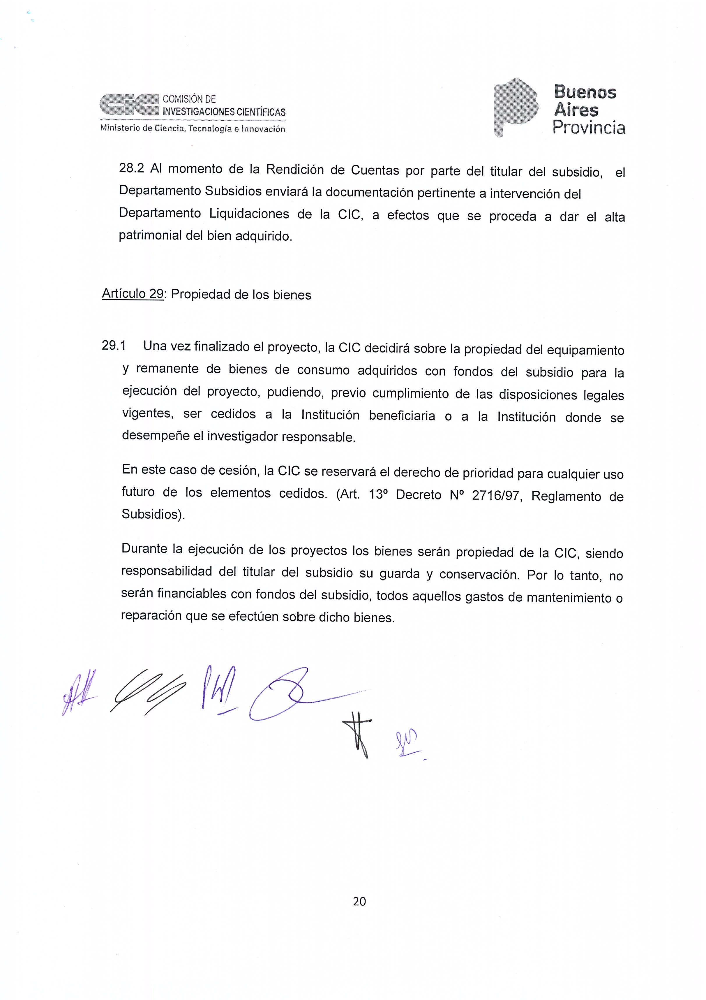 CIC COMISIÓN DE
INVESTIGACIONES CIENTÍFICAS
Ministerio de Ciencia, Tecnología e Innovación
Buenos
Aires
Provincia
28.2 Al momento de la Rendición de Cuentas por parte del titular del subsidio, el
Departamento Subsidios enviará la documentación pertinente a intervención del
Departamento Liquidaciones de la CIC, a efectos que se proceda a dar el alta
patrimonial del bien adquirido.
Artículo 29: Propiedad de los bienes
29.1 Una vez finalizado el proyecto, la CIC decidirá sobre la propiedad del equipamiento
y remanente de bienes de consumo adquiridos con fondos del subsidio para la
ejecución del proyecto, pudiendo, previo cumplimiento de las disposiciones legales
vigentes, ser cedidos a la Institución beneficiaria o a la Institución donde se
desempeñe el investigador responsable.
En este caso de cesión, la CIC se reservará el derecho de prioridad para cualquier uso
futuro de los elementos cedidos. (Art. 13º Decreto Nº 2716/97, Reglamento de
Subsidios).
Durante la ejecución de los proyectos los bienes serán propiedad de la CIC, siendo
responsabilidad del titular del subsidio su guarda y conservación. Por lo tanto, no
serán financiables con fondos del subsidio, todos aquellos gastos de mantenimiento o
reparación que se efectúen sobre dicho bienes.
20